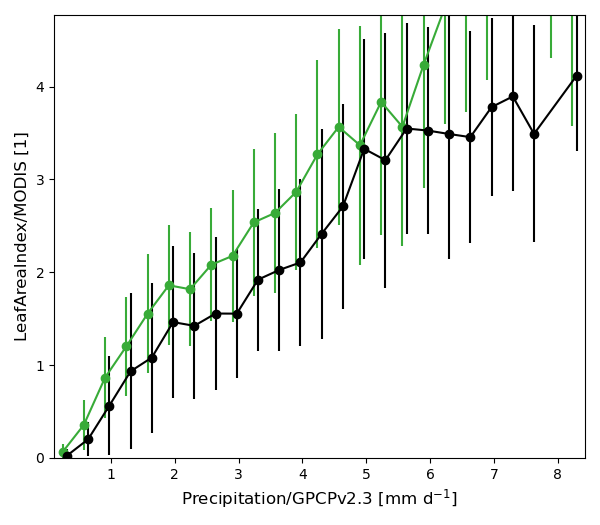 LeafAreaIndex/MODIS [1]
4
3
2
1
0
1 2 3 4 5 6 7 8
Precipitation/GPCPv2.3 [mm d⁻¹]